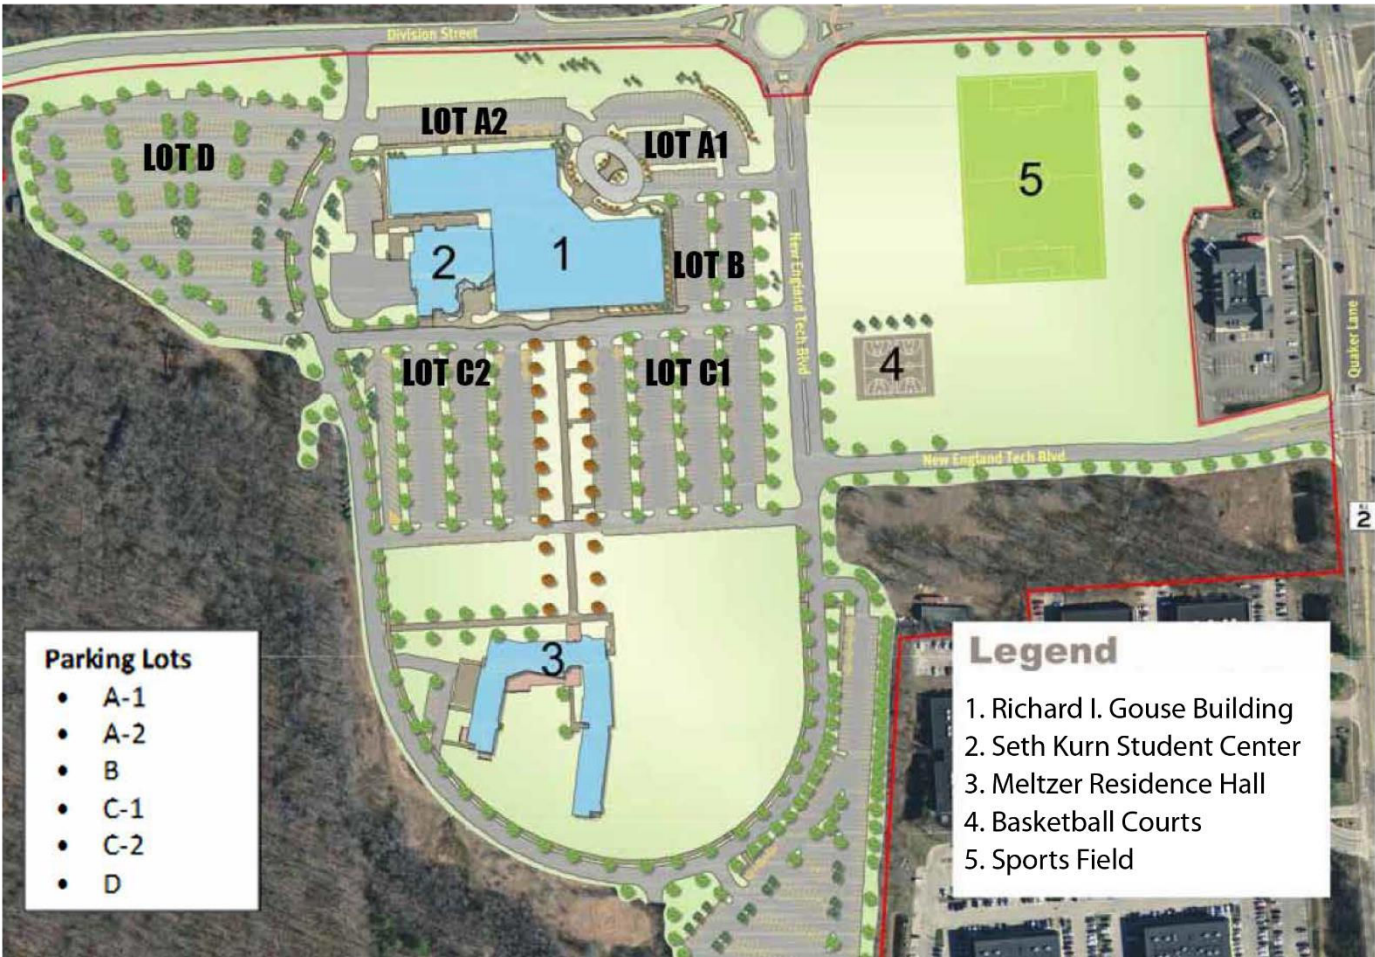 Division Street
LOT A2
LOT A1
LOT D
5
2
1
LOT B
New England Tech Blvd
Quaker Lane
4
LOT C2
LOT C1
New England Tech Blvd
2
3
Parking Lots
• A-1
• A-2
• B
• C-1
• C-2
• D
Legend
1. Richard I. Gouse Building
2. Seth Kurn Student Center
3. Meltzer Residence Hall
4. Basketball Courts
5. Sports Field